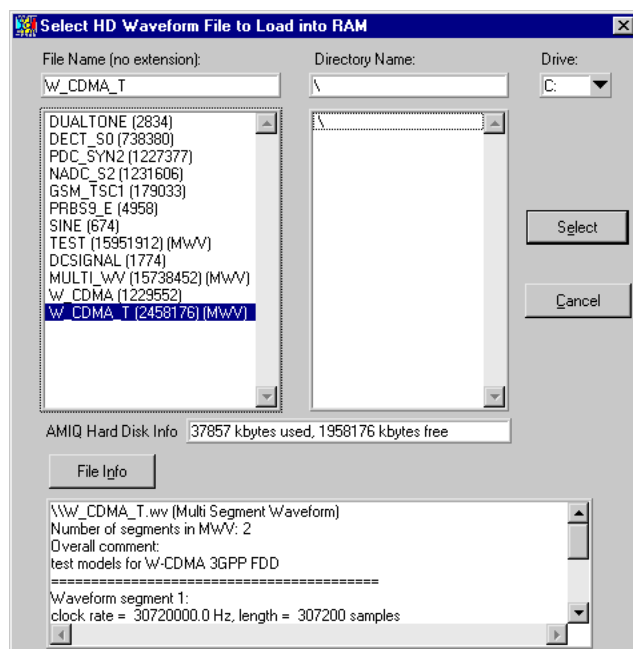 Select HD Waveform File to Load into RAM
File Name (no extension):
Directory Name:
Drive:
W_CDMA_T
\
C:
DUALTONE (2834)
DECT_S0 (738380)
PDC_SYN2 (1227377)
NADC_S2 (1231606)
GSM_TSC1 (179033)
PRBS9_E (4958)
SINE (674)
TEST (15951912) (MWV)
DCSIGNAL (1774)
MULTI_WV (15738452) (MWV)
W_CDMA (1229552)
W_CDMA_T (2458176) (MWV)
\
Select
Cancel
AMIQ Hard Disk Info
37857 kbytes used, 1958176 kbytes free
File Info
\\W_CDMA_T.wv (Multi Segment Waveform)
Number of segments in MWV: 2
Overall comment:
test models for W-CDMA 3GPP FDD
=========================================
Waveform segment 1:
clock rate = 30720000.0 Hz, length = 307200 samples